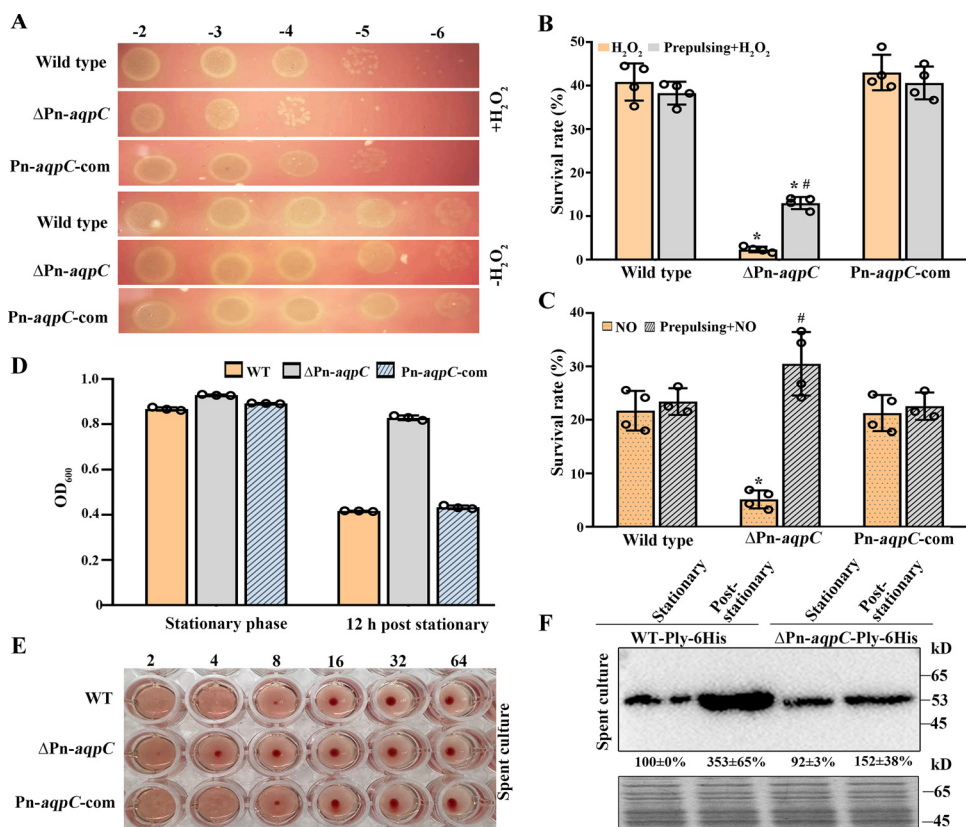 A
-2 -3 -4 -5 -6
Wild type
ΔPn-aqpC
Pn-aqpC-com
+H₂O₂
Wild type
ΔPn-aqpC
Pn-aqpC-com
-H₂O₂
B
H₂O₂ Prepulsing+H₂O₂
Survival rate (%)
50
40
30
20
10
0
* * #
Wild type ΔPn-aqpC Pn-aqpC-com
C
NO Prepulsing+NO
Survival rate (%)
40
30
20
10
0
* #
Wild type ΔPn-aqpC Pn-aqpC-com
D
WT ΔPn-aqpC Pn-aqpC-com
OD₆₀₀
1.0
0.8
0.6
0.4
0
Stationary phase 12 h post stationary
E
2 4 8 16 32 64
WT
ΔPn-aqpC
Pn-aqpC-com
Spent culture
F
Stationary Post-stationary Stationary Post-stationary
WT-Ply-6His ΔPn-aqpC-Ply-6His kD
Spent culture
65
53
45
100±0% 353±65% 92±3% 152±38% kD
65
45